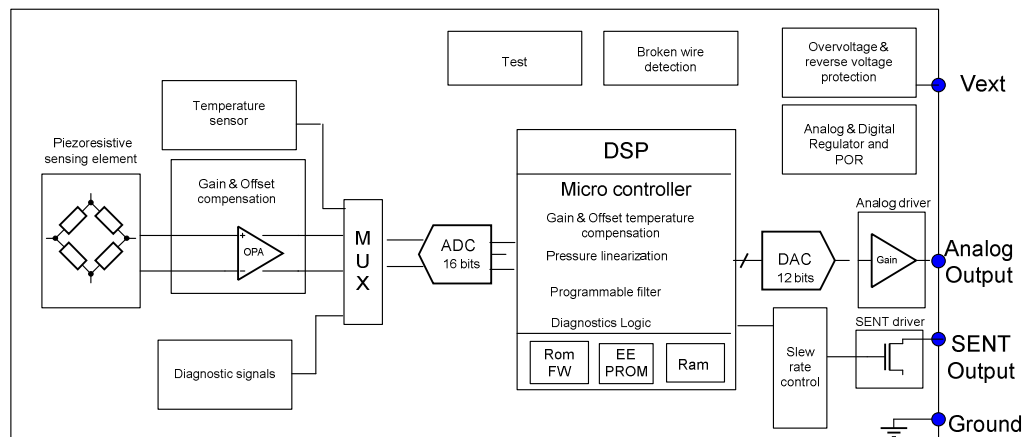 Test
Broken wire
detection
Overvoltage &
reverse voltage
protection
Vext
Temperature
sensor
Analog & Digital
Regulator and
POR
Piezoresistive
sensing element
Gain & Offset
compensation
+
OPA
−
M
U
X
ADC
16 bits
DSP
Micro controller
Gain & Offset temperature
compensation
Pressure linearization
Programmable filter
Diagnostics Logic
Rom
FW
EE
PROM
Ram
DAC
12 bits
Analog driver
Gain
Analog
Output
SENT driver
SENT
Output
Slew
rate
control
Diagnostic signals
Ground